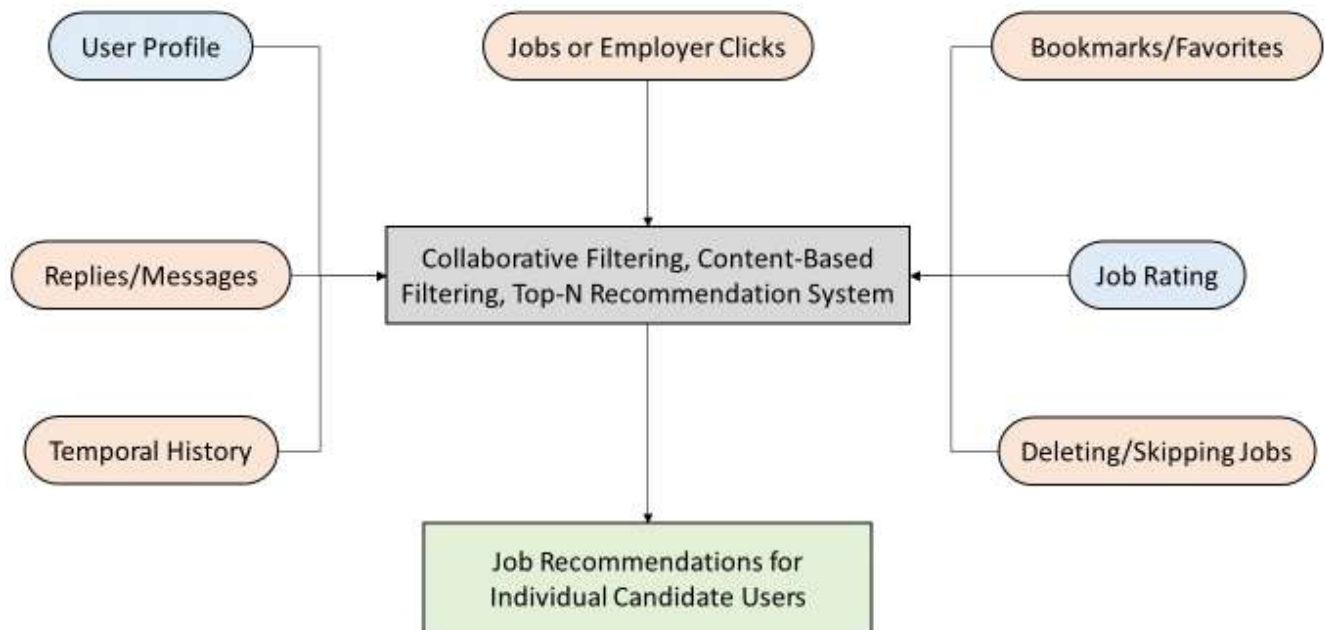 User Profile
Jobs or Employer Clicks
Bookmarks/Favorites
Replies/Messages
Collaborative Filtering, Content-Based
Filtering, Top-N Recommendation System
Job Rating
Temporal History
Deleting/Skipping Jobs
Job Recommendations for
Individual Candidate Users